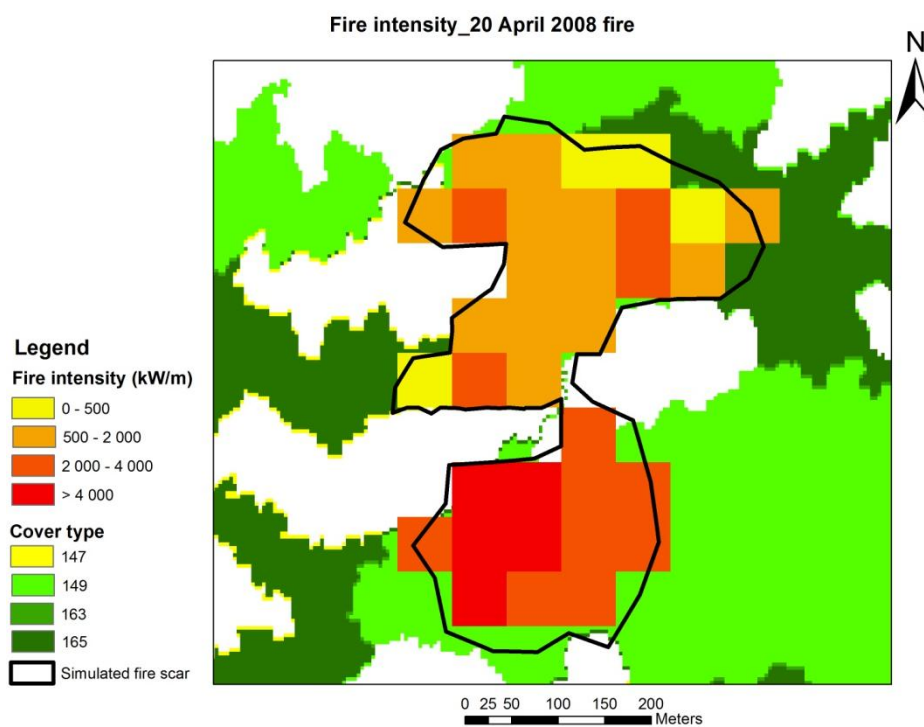 Fire intensity_20 April 2008 fire
N
Legend
Fire intensity (kW/m)
0 - 500
500 - 2 000
2 000 - 4 000
> 4 000
Cover type
147
149
163
165
Simulated fire scar
0 25 50 100 150 200
Meters